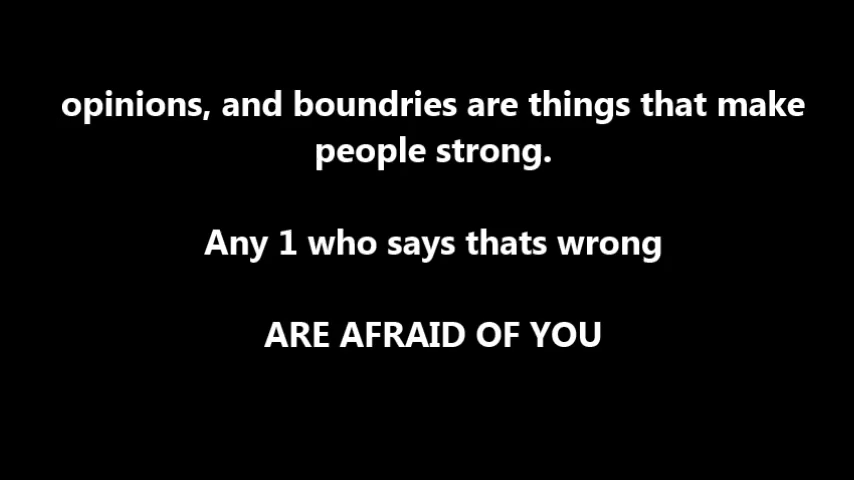 opinions, and boundries are things that make
people strong.
Any 1 who says thats wrong
ARE AFRAID OF YOU